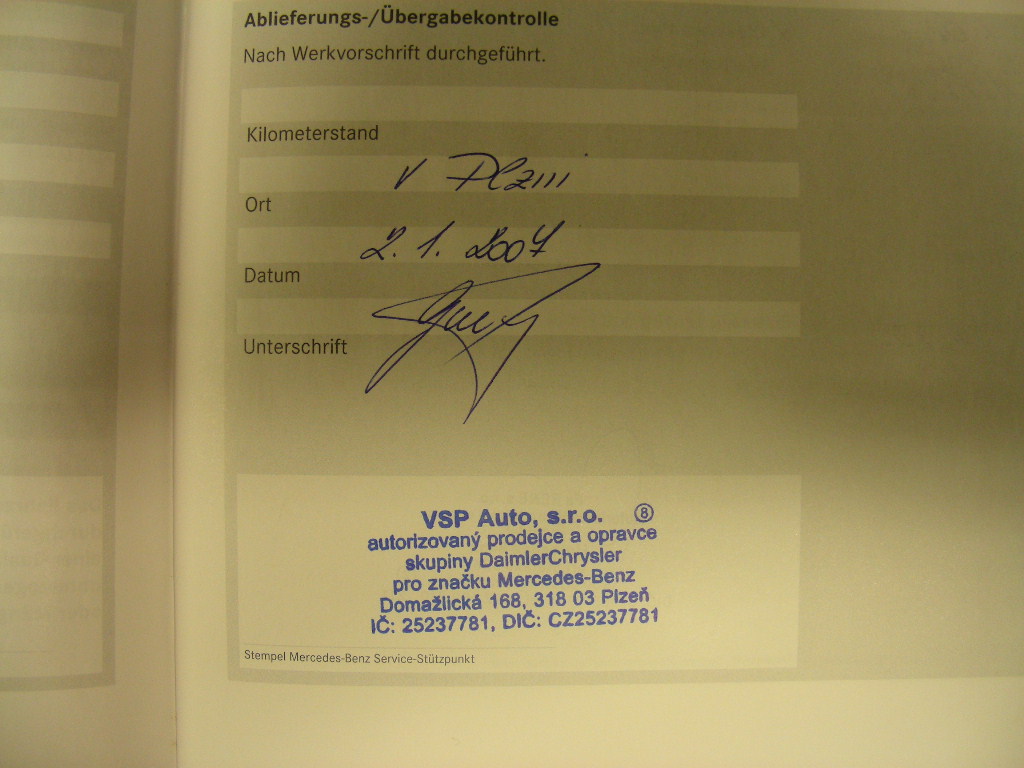 Ablieferungs-/Übergabekontrolle
Nach Werkvorschrift durchgeführt.
Kilometerstand
V Plzni
Ort
2. 1. 2007
Datum
Unterschrift
VSP Auto, s.r.o. 8
autorizovaný prodejce a opravce
skupiny DaimlerChrysler
pro značku Mercedes-Benz
Domažlická 168, 318 03 Plzeň
IČ: 25237781, DIČ: CZ25237781
Stempel Mercedes-Benz Service-Stützpunkt